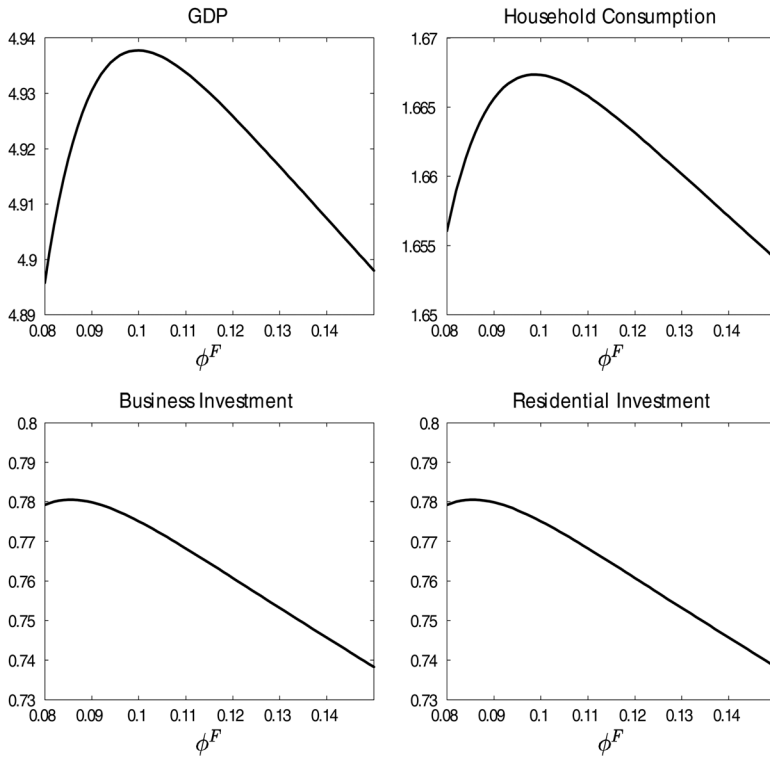 GDP
4.94
4.93
4.92
4.91
4.9
4.89
0.08 0.09 0.1 0.11 0.12 0.13 0.14
ϕ^F
Household Consumption
1.67
1.665
1.66
1.655
1.65
0.08 0.09 0.1 0.11 0.12 0.13 0.14
ϕ^F
Business Investment
0.8
0.79
0.78
0.77
0.76
0.75
0.74
0.73
0.08 0.09 0.1 0.11 0.12 0.13 0.14
ϕ^F
Residential Investment
0.8
0.79
0.78
0.77
0.76
0.75
0.74
0.73
0.08 0.09 0.1 0.11 0.12 0.13 0.14
ϕ^F